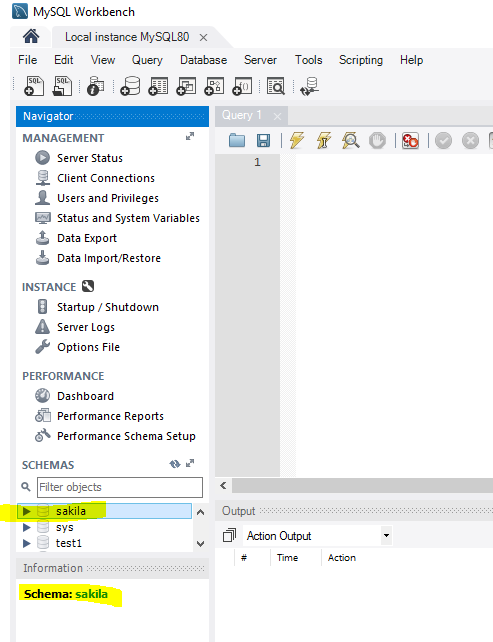 MySQL Workbench
Local instance MySQL80
File Edit View Query Database Server Tools Scripting Help
SQL SQL
Navigator
Query 1
MANAGEMENT
1
Server Status
Client Connections
Users and Privileges
Status and System Variables
Data Export
Data Import/Restore
INSTANCE
Startup / Shutdown
Server Logs
Options File
PERFORMANCE
Dashboard
Performance Reports
Performance Schema Setup
SCHEMAS
Filter objects
sakila
sys
test1
Output
Action Output
# Time Action
Information
Schema: sakila